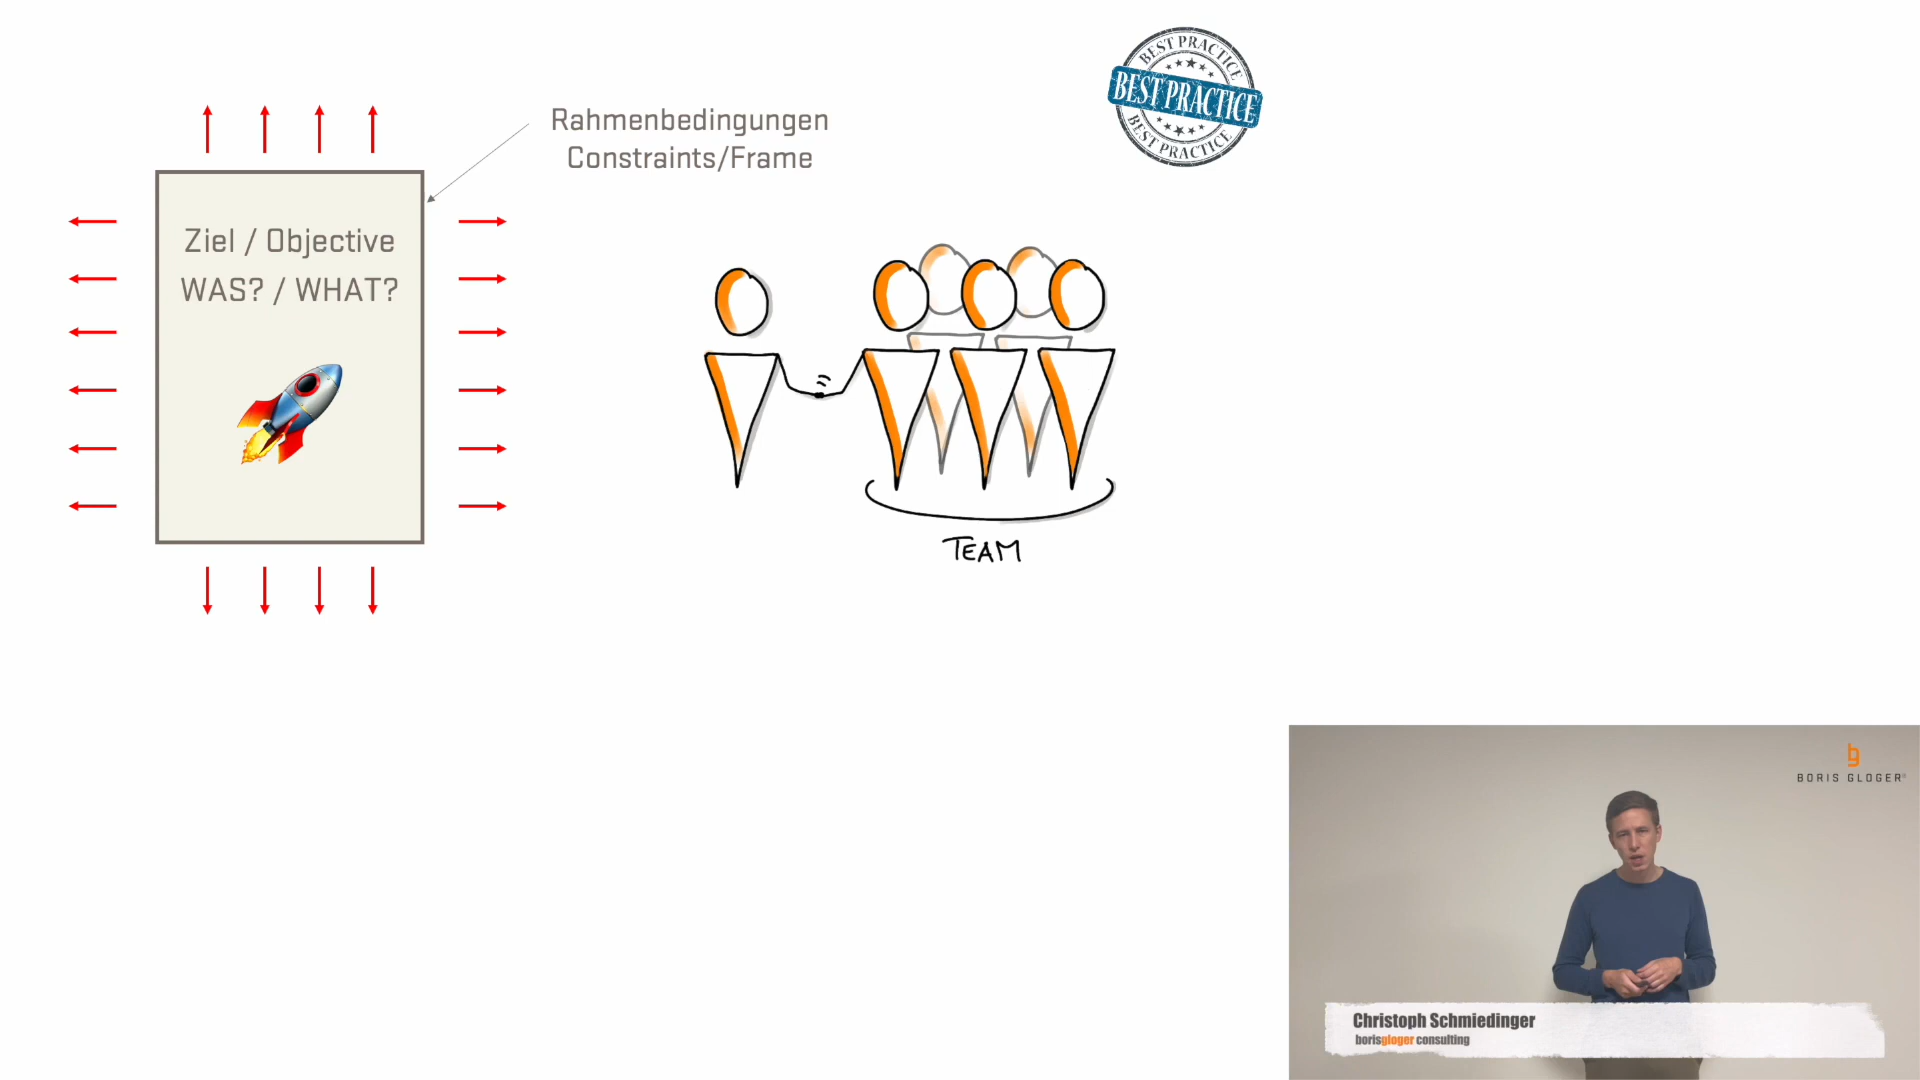 BEST PRACTICE
BEST PRACTICE
BEST PRACTICE
Rahmenbedingungen
Constraints/Frame
Ziel / Objective
WAS? / WHAT?
TEAM
BORIS GLOGER®
Christoph Schmiedinger
borisgloger consulting